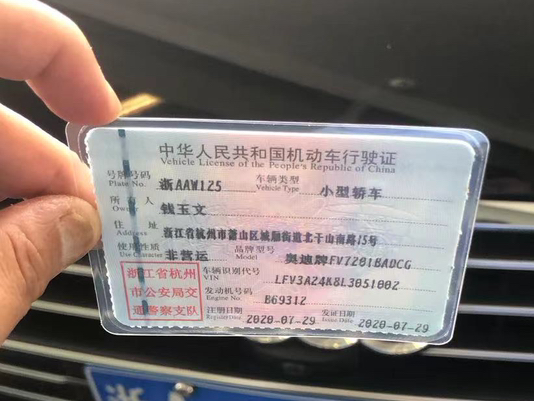 中华人民共和国机动车行驶证
Vehicle License of the People's Republic of China
号牌号码 浙AAW1Z5 车辆类型 小型轿车
Plate No. Vehicle Type
所有人 钱玉文
Owner
住址 浙江省杭州市萧山区城厢街道北干山南路15号
Address
使用性质 非营运 品牌型号 奥迪牌FV7201BADCG
Use Character Model
浙江省杭州市公安局交通警察支队
车辆识别代号 LFV3A24K8L3051002
VIN
发动机号码 B69312
Engine No.
注册日期 2020-07-29 发证日期 2020-07-29
Register Date Issue Date
浙